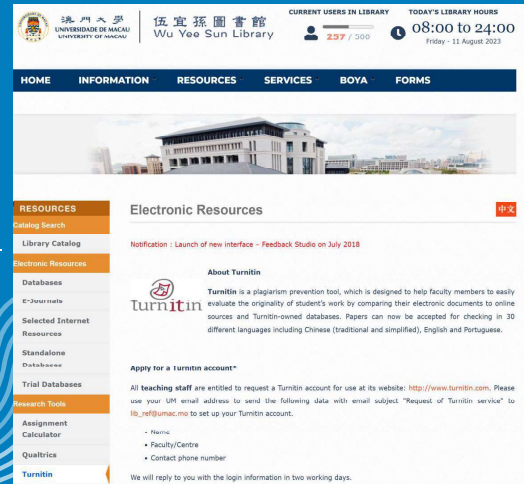 澳門大學
UNIVERSIDADE DE MACAU
UNIVERSITY OF MACAU
伍宜孫圖書館
Wu Yee Sun Library
CURRENT USERS IN LIBRARY
257 / 500
TODAY'S LIBRARY HOURS
08:00 to 24:00
Friday - 11 August 2023
HOME INFORMATION RESOURCES SERVICES BOYA FORMS
RESOURCES
Catalog Search
Library Catalog
Electronic Resources
Databases
E-Journals
Selected Internet
Resources
Standalone
Databases
Trial Databases
Research Tools
Assignment
Calculator
Qualtrics
Turnitin
Electronic Resources
中文
Notification : Launch of new interface – Feedback Studio on July 2018
turnitin
About Turnitin
Turnitin is a plagiarism prevention tool, which is designed to help faculty members to easily
evaluate the originality of student's work by comparing their electronic documents to online
sources and Turnitin-owned databases. Papers can now be accepted for checking in 30
different languages including Chinese (traditional and simplified), English and Portuguese.
Apply for a Turnitin account*
All teaching staff are entitled to request a Turnitin account for use at its website: http://www.turnitin.com. Please
use your UM email address to send the following data with email subject "Request of Turnitin service" to
lib_ref@umac.mo to set up your Turnitin account.
• Name
• Faculty/Centre
• Contact phone number
We will reply to you with the login information in two working days.